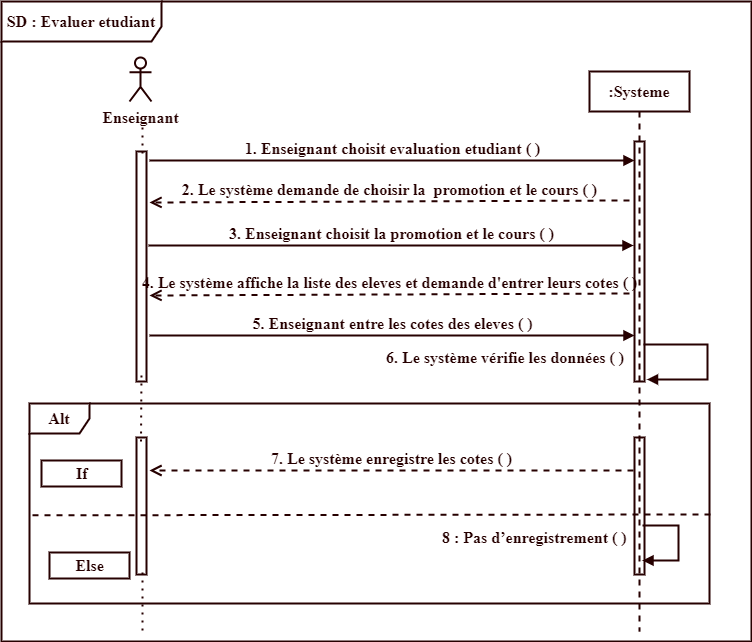 SD : Evaluer etudiant
Enseignant
:Systeme
1. Enseignant choisit evaluation etudiant ( )
2. Le système demande de choisir la promotion et le cours ( )
3. Enseignant choisit la promotion et le cours ( )
4. Le système affiche la liste des eleves et demande d'entrer leurs cotes ( )
5. Enseignant entre les cotes des eleves ( )
6. Le système vérifie les données ( )
Alt
7. Le système enregistre les cotes ( )
If
8 : Pas d’enregistrement ( )
Else